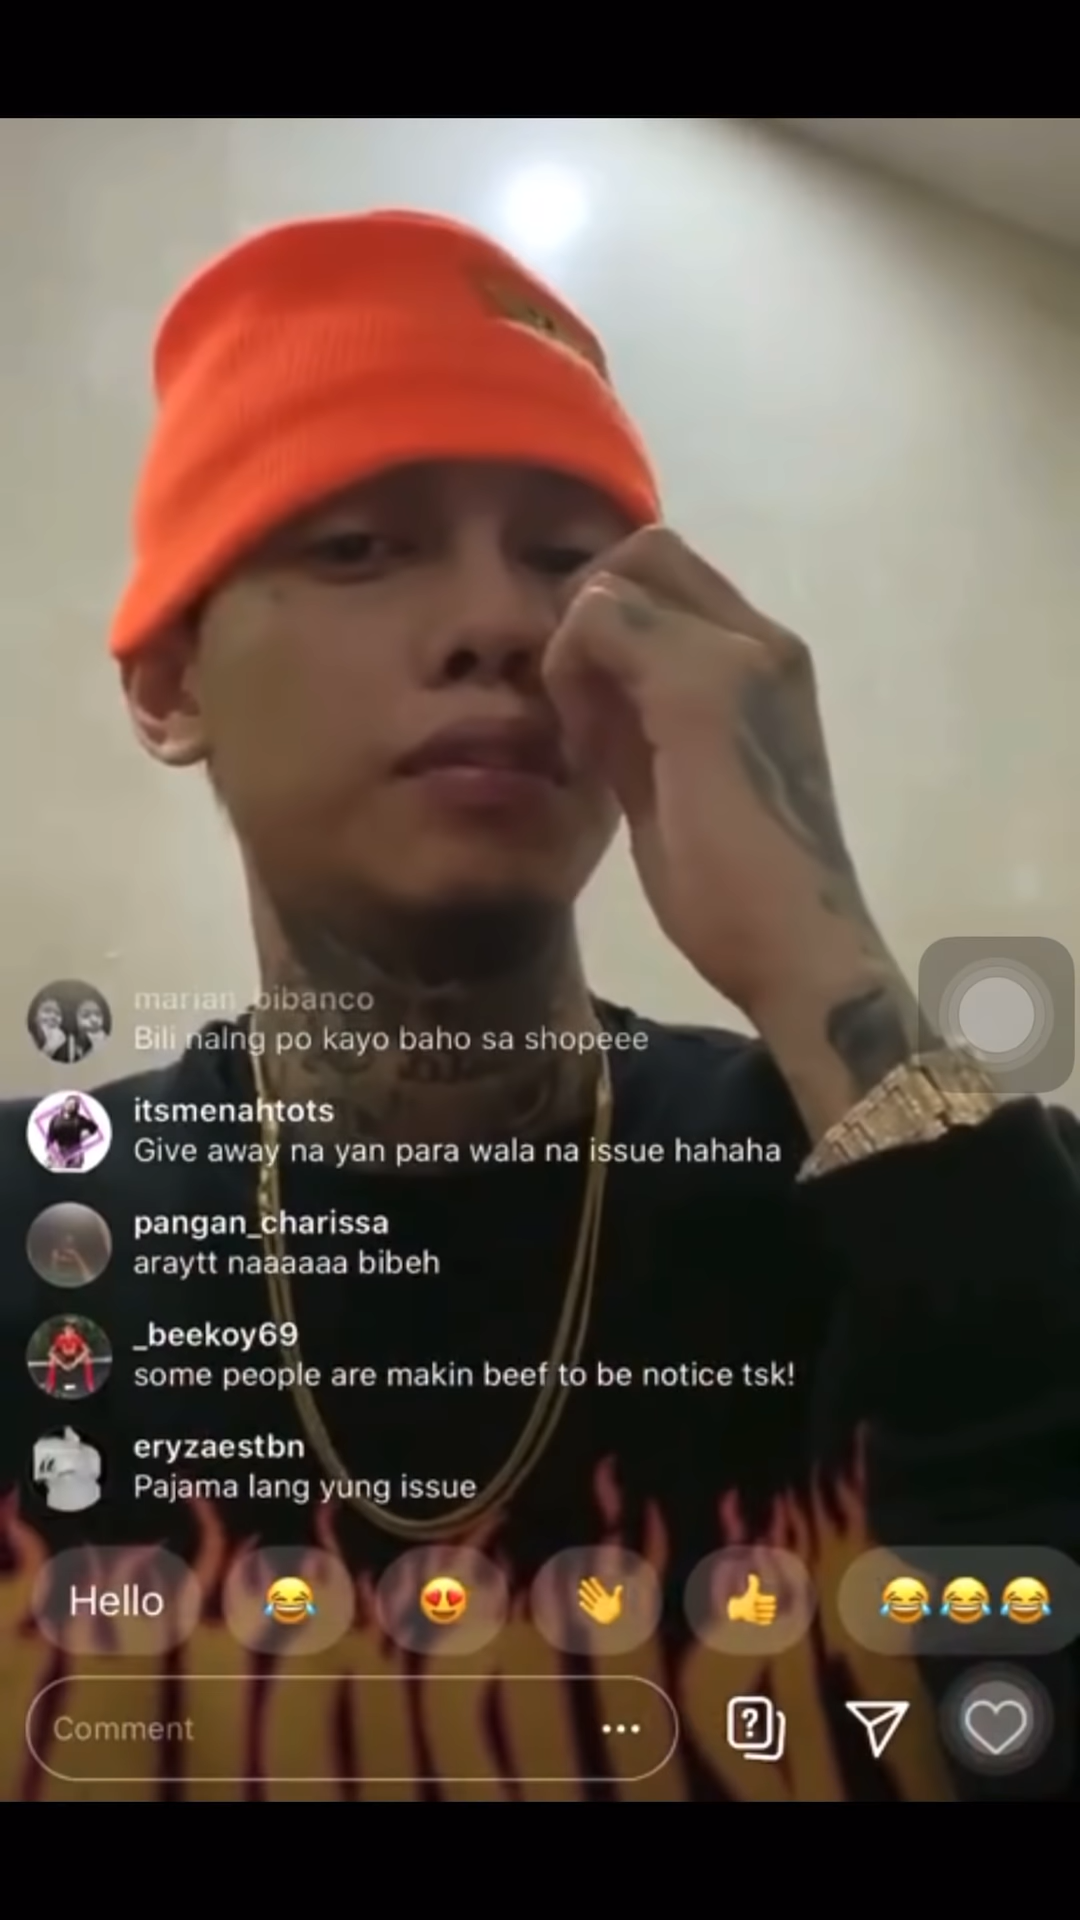 marian_bibanco
Bili nalng po kayo baho sa shopeee
itsmenahtots
Give away na yan para wala na issue hahaha
pangan_charissa
araytt naaaaaa bibeh
_beekoy69
some people are makin beef to be notice tsk!
eryzaestbn
Pajama lang yung issue
Hello
Comment